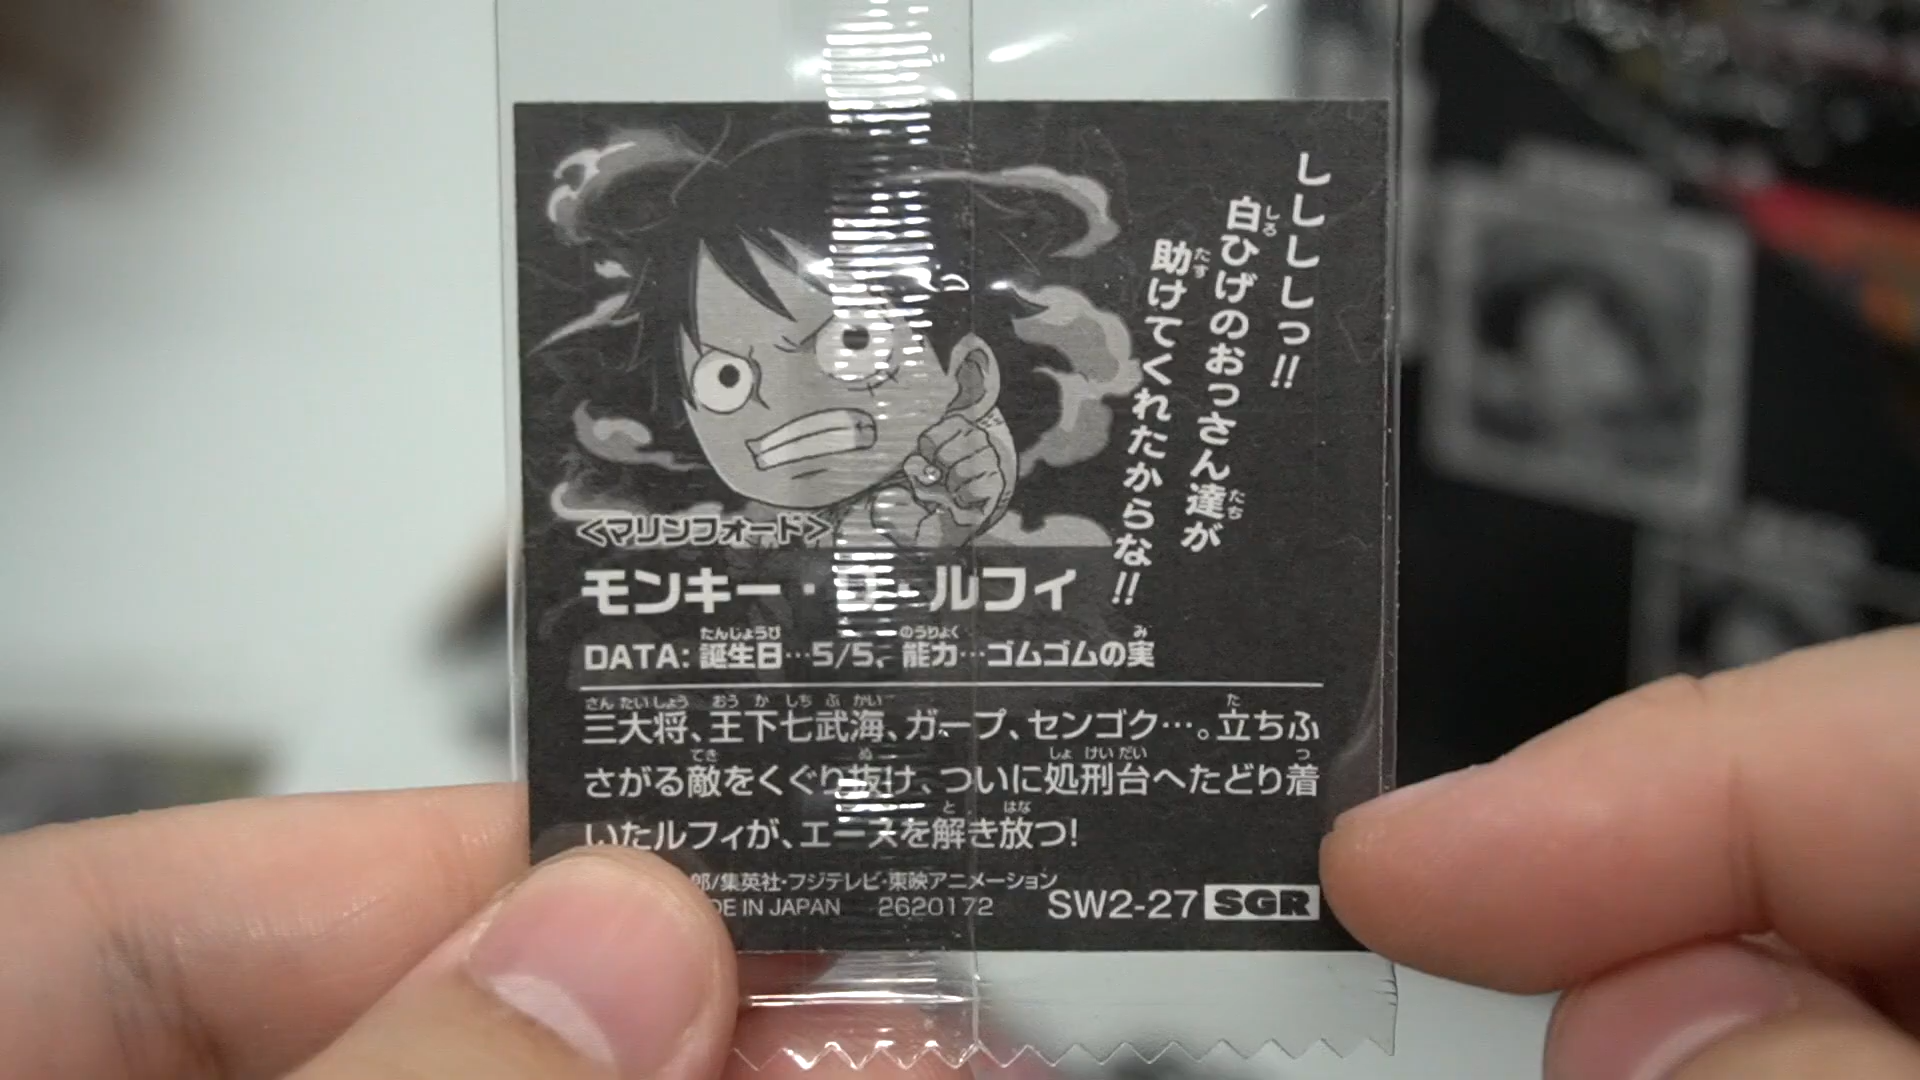 しししししっ!!
白ひげのおっさん達が
助けてくれたからな!!
<マリンフォード>
モンキー・D・ルフィ
DATA: 誕生日…5/5、能力…ゴムゴムの実
三大将、王下七武海、ガープ、センゴク…。立ちふ
さがる敵をくぐり抜け、ついに処刑台へたどり着
いたルフィが、エースを解き放つ!
郎/集英社・フジテレビ・東映アニメーション
DE IN JAPAN 2620172 SW2-27 SGR